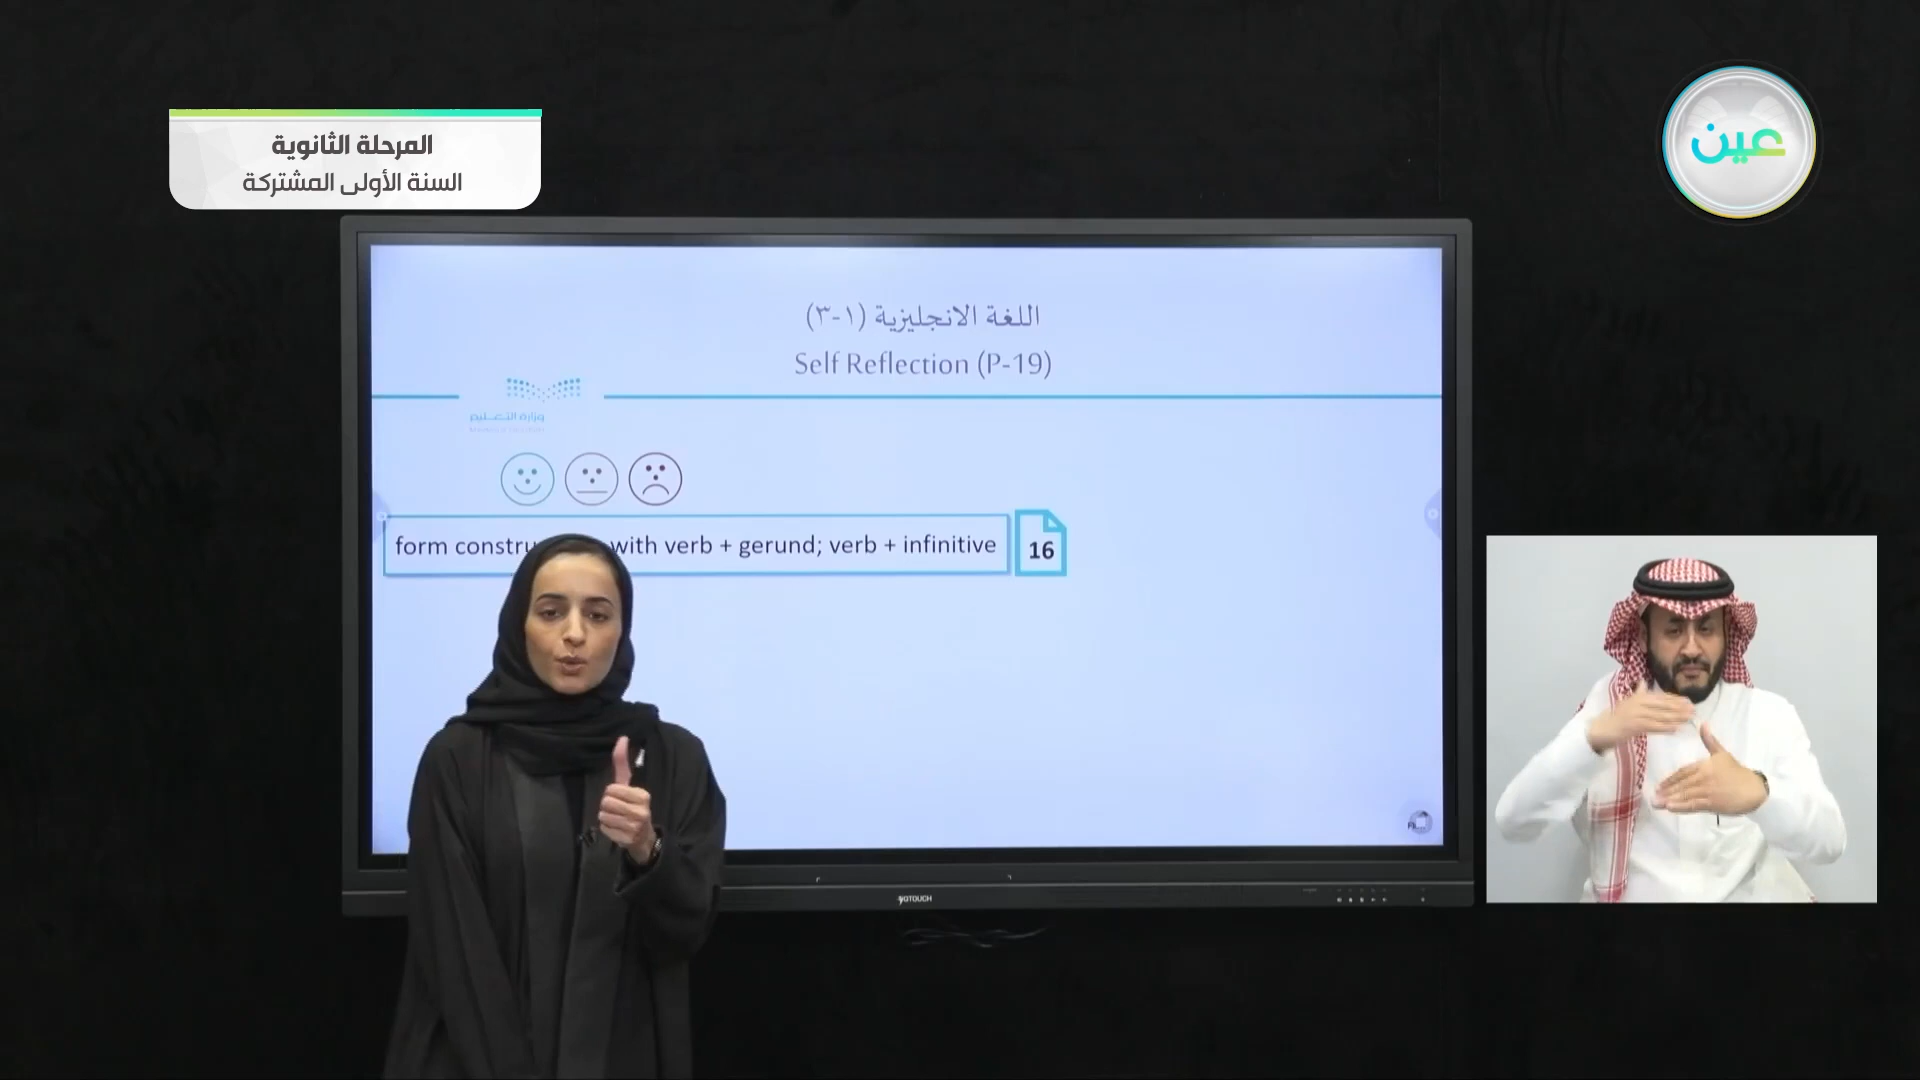 المرحلة الثانوية
السنة الأولى المشتركة
عين
اللغة الانجليزية (١-٣)
Self Reflection (P-19)
وزارة التعليم
form constru with verb + gerund; verb + infinitive
16
YQTOUCH